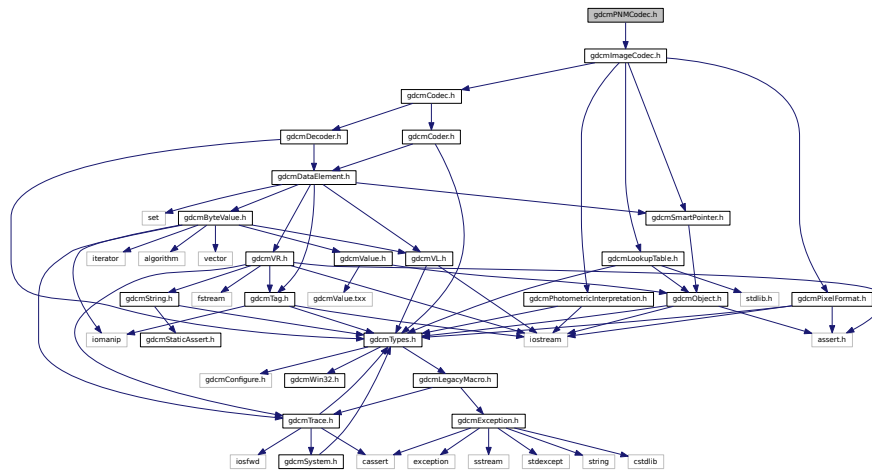 gdcmPNMCodec.h
gdcmImageCodec.h
gdcmCodec.h
gdcmDecoder.h
gdcmCoder.h
gdcmDataElement.h
set
gdcmByteValue.h
gdcmSmartPointer.h
iterator
algorithm
vector
gdcmVR.h
gdcmValue.h
gdcmVL.h
gdcmLookupTable.h
gdcmString.h
fstream
gdcmTag.h
gdcmValue.txx
gdcmPhotometricInterpretation.h
gdcmObject.h
stdlib.h
gdcmPixelFormat.h
iomanip
gdcmStaticAssert.h
gdcmTypes.h
iostream
assert.h
gdcmConfigure.h
gdcmWin32.h
gdcmLegacyMacro.h
gdcmTrace.h
gdcmException.h
iosfwd
gdcmSystem.h
cassert
exception
sstream
stdexcept
string
cstdlib